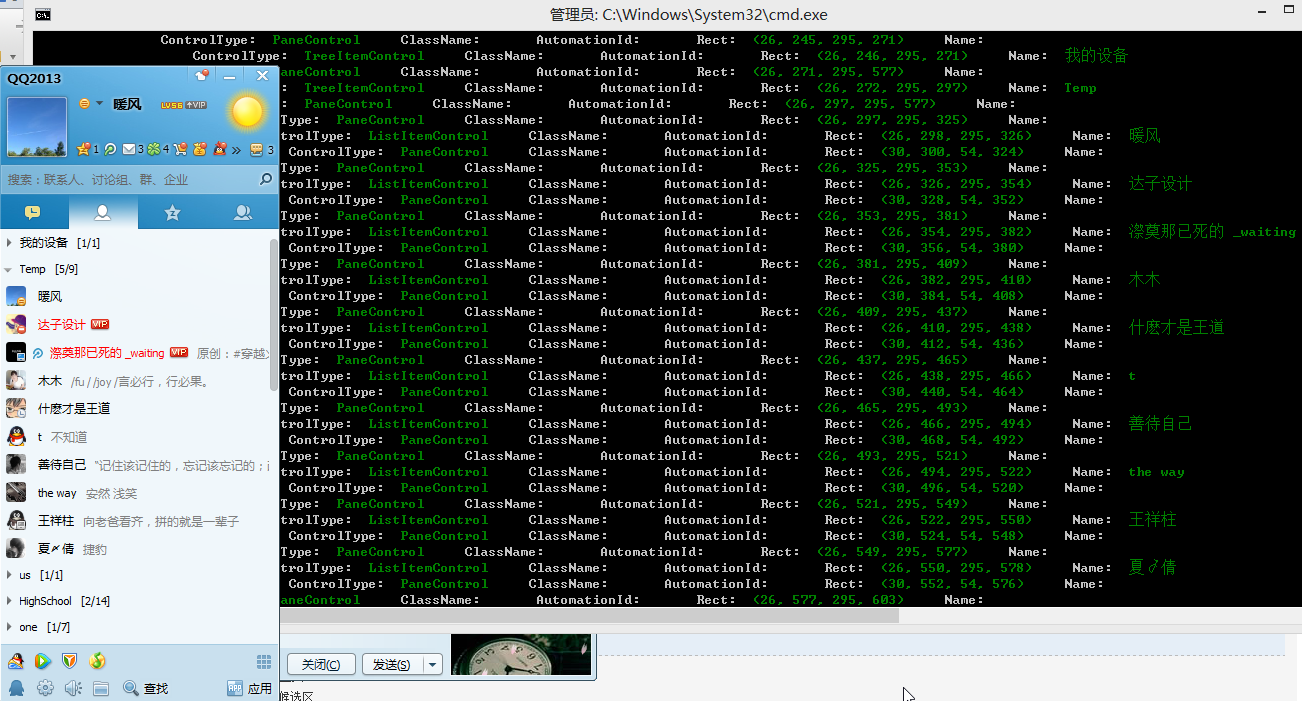 管理员: C:\Windows\System32\cmd.exe
ControlType: PaneControl ClassName: AutomationId: Rect: (26, 245, 295, 271) Name:
ControlType: TreeItemControl ClassName: AutomationId: Rect: (26, 246, 295, 271) Name: 我的设备
aneControl ClassName: AutomationId: Rect: (26, 271, 295, 577) Name:
: TreeItemControl ClassName: AutomationId: Rect: (26, 272, 295, 297) Name: Temp
: PaneControl ClassName: AutomationId: Rect: (26, 297, 295, 577) Name:
Type: PaneControl ClassName: AutomationId: Rect: (26, 297, 295, 325) Name:
trolType: ListItemControl ClassName: AutomationId: Rect: (26, 298, 295, 326) Name: 暖风
ControlType: PaneControl ClassName: AutomationId: Rect: (30, 300, 54, 324) Name:
Type: PaneControl ClassName: AutomationId: Rect: (26, 325, 295, 353) Name:
trolType: ListItemControl ClassName: AutomationId: Rect: (26, 326, 295, 354) Name: 达子设计
ControlType: PaneControl ClassName: AutomationId: Rect: (30, 328, 54, 352) Name:
Type: PaneControl ClassName: AutomationId: Rect: (26, 353, 295, 381) Name:
trolType: ListItemControl ClassName: AutomationId: Rect: (26, 354, 295, 382) Name: 漈蓂那已死的 _waiting
ControlType: PaneControl ClassName: AutomationId: Rect: (30, 356, 54, 380) Name:
Type: PaneControl ClassName: AutomationId: Rect: (26, 381, 295, 409) Name:
trolType: ListItemControl ClassName: AutomationId: Rect: (26, 382, 295, 410) Name: 木木
ControlType: PaneControl ClassName: AutomationId: Rect: (30, 384, 54, 408) Name:
Type: PaneControl ClassName: AutomationId: Rect: (26, 409, 295, 437) Name:
trolType: ListItemControl ClassName: AutomationId: Rect: (26, 410, 295, 438) Name: 什麽才是王道
ControlType: PaneControl ClassName: AutomationId: Rect: (30, 412, 54, 436) Name:
Type: PaneControl ClassName: AutomationId: Rect: (26, 437, 295, 465) Name:
trolType: ListItemControl ClassName: AutomationId: Rect: (26, 438, 295, 466) Name: t
ControlType: PaneControl ClassName: AutomationId: Rect: (30, 440, 54, 464) Name:
Type: PaneControl ClassName: AutomationId: Rect: (26, 465, 295, 493) Name:
trolType: ListItemControl ClassName: AutomationId: Rect: (26, 466, 295, 494) Name: 善待自己
ControlType: PaneControl ClassName: AutomationId: Rect: (30, 468, 54, 492) Name:
Type: PaneControl ClassName: AutomationId: Rect: (26, 493, 295, 521) Name:
trolType: ListItemControl ClassName: AutomationId: Rect: (26, 494, 295, 522) Name: the way
ControlType: PaneControl ClassName: AutomationId: Rect: (30, 496, 54, 520) Name:
Type: PaneControl ClassName: AutomationId: Rect: (26, 521, 295, 549) Name:
trolType: ListItemControl ClassName: AutomationId: Rect: (26, 522, 295, 550) Name: 王祥柱
ControlType: PaneControl ClassName: AutomationId: Rect: (30, 524, 54, 548) Name:
Type: PaneControl ClassName: AutomationId: Rect: (26, 549, 295, 577) Name:
trolType: ListItemControl ClassName: AutomationId: Rect: (26, 550, 295, 578) Name: 夏〆倩
ControlType: PaneControl ClassName: AutomationId: Rect: (30, 552, 54, 576) Name:
aneControl ClassName: AutomationId: Rect: (26, 577, 295, 603) Name:
QQ2013
暖风 LV56 VIP
1 3 4 » 3
搜索：联系人、讨论组、群、企业
我的设备 [1/1]
Temp [5/9]
暖风
达子设计 VIP
漈蓂那已死的 _waiting VIP 原创：#穿越
木木 /fu / /joy /言必行，行必果。
什麽才是王道
t 不知道
善待自己 “记住该记住的，忘记该忘记的；
the way 安然 浅笑
王祥柱 向老爸看齐，拼的就是一辈子
夏〆倩 捷豹
us [1/1]
HighSchool [2/14]
one [1/7]
查找 APP 应用
关闭(C) 发送(S)
解选区